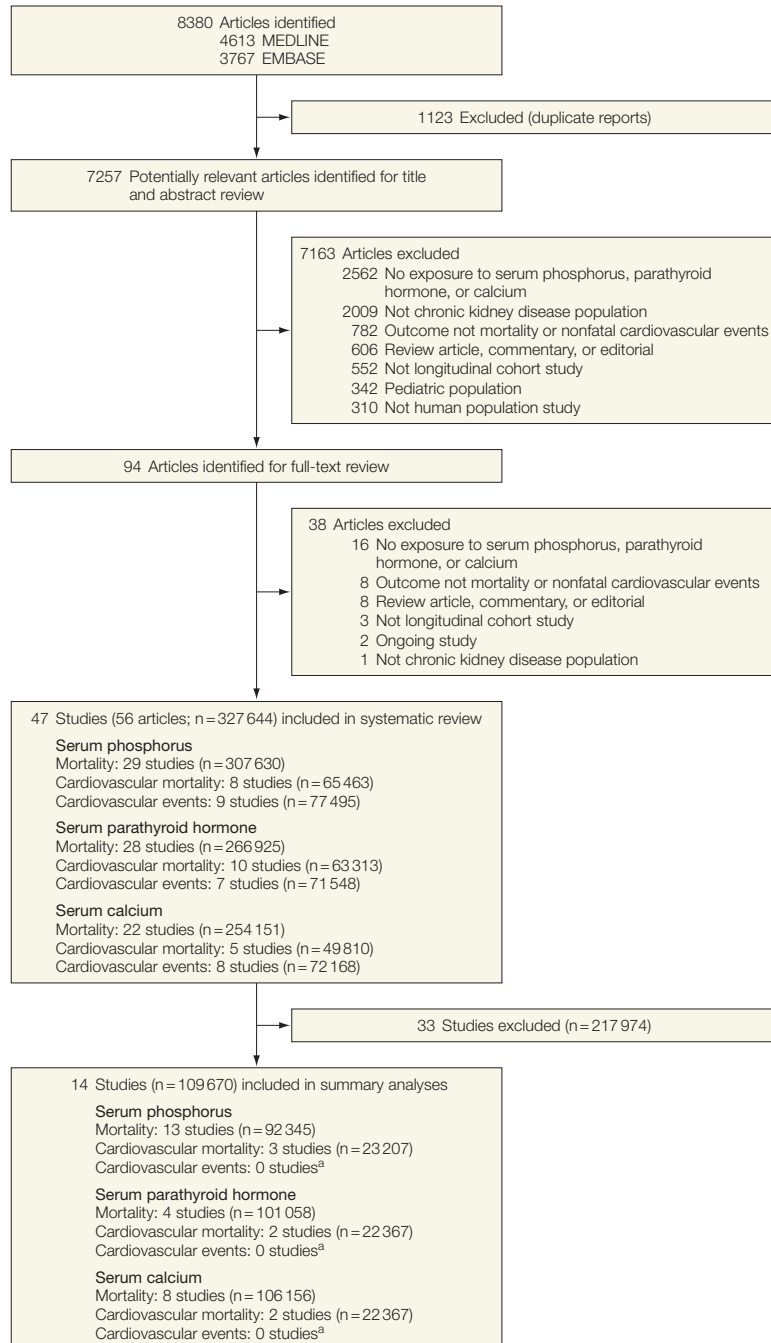 8380 Articles identified
4613 MEDLINE
3767 EMBASE
1123 Excluded (duplicate reports)
7257 Potentially relevant articles identified for title
and abstract review
7163 Articles excluded
2562 No exposure to serum phosphorus, parathyroid
hormone, or calcium
2009 Not chronic kidney disease population
782 Outcome not mortality or nonfatal cardiovascular events
606 Review article, commentary, or editorial
552 Not longitudinal cohort study
342 Pediatric population
310 Not human population study
94 Articles identified for full-text review
38 Articles excluded
16 No exposure to serum phosphorus, parathyroid
hormone, or calcium
8 Outcome not mortality or nonfatal cardiovascular events
8 Review article, commentary, or editorial
3 Not longitudinal cohort study
2 Ongoing study
1 Not chronic kidney disease population
47 Studies (56 articles; n=327 644) included in systematic review
Serum phosphorus
Mortality: 29 studies (n=307 630)
Cardiovascular mortality: 8 studies (n=65 463)
Cardiovascular events: 9 studies (n=77 495)
Serum parathyroid hormone
Mortality: 28 studies (n=266 925)
Cardiovascular mortality: 10 studies (n=63 313)
Cardiovascular events: 7 studies (n=71 548)
Serum calcium
Mortality: 22 studies (n=254 151)
Cardiovascular mortality: 5 studies (n=49 810)
Cardiovascular events: 8 studies (n=72 168)
33 Studies excluded (n=217 974)
14 Studies (n=109 670) included in summary analyses
Serum phosphorus
Mortality: 13 studies (n=92 345)
Cardiovascular mortality: 3 studies (n=23 207)
Cardiovascular events: 0 studiesᵃ
Serum parathyroid hormone
Mortality: 4 studies (n=101 058)
Cardiovascular mortality: 2 studies (n=22 367)
Cardiovascular events: 0 studiesᵃ
Serum calcium
Mortality: 8 studies (n=106 156)
Cardiovascular mortality: 2 studies (n=22 367)
Cardiovascular events: 0 studiesᵃ